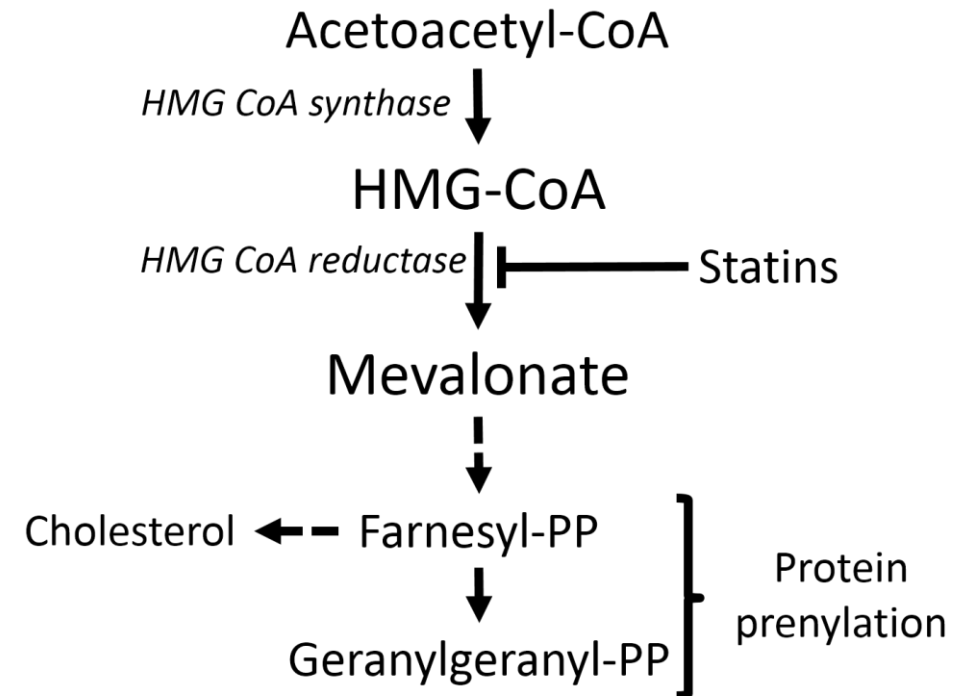 Acetoacetyl-CoA
HMG CoA synthase
HMG-CoA
HMG CoA reductase
Statins
Mevalonate
Cholesterol
Farnesyl-PP
Protein
prenylation
Geranylgeranyl-PP